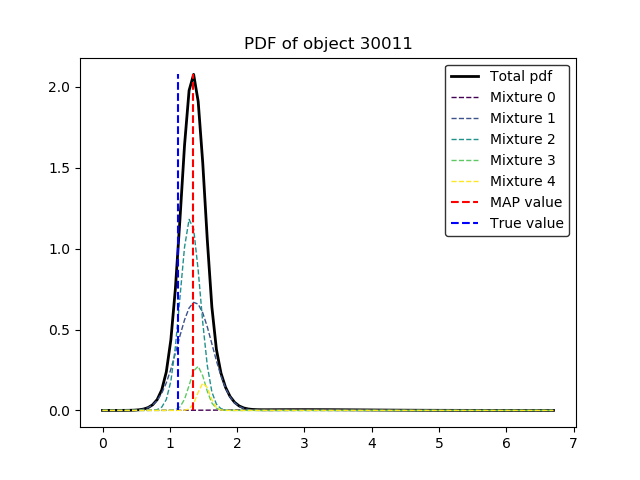 PDF of object 30011
Total pdf
Mixture 0
Mixture 1
Mixture 2
Mixture 3
Mixture 4
MAP value
True value
2.0
1.5
1.0
0.5
0.0
0 1 2 3 4 5 6 7